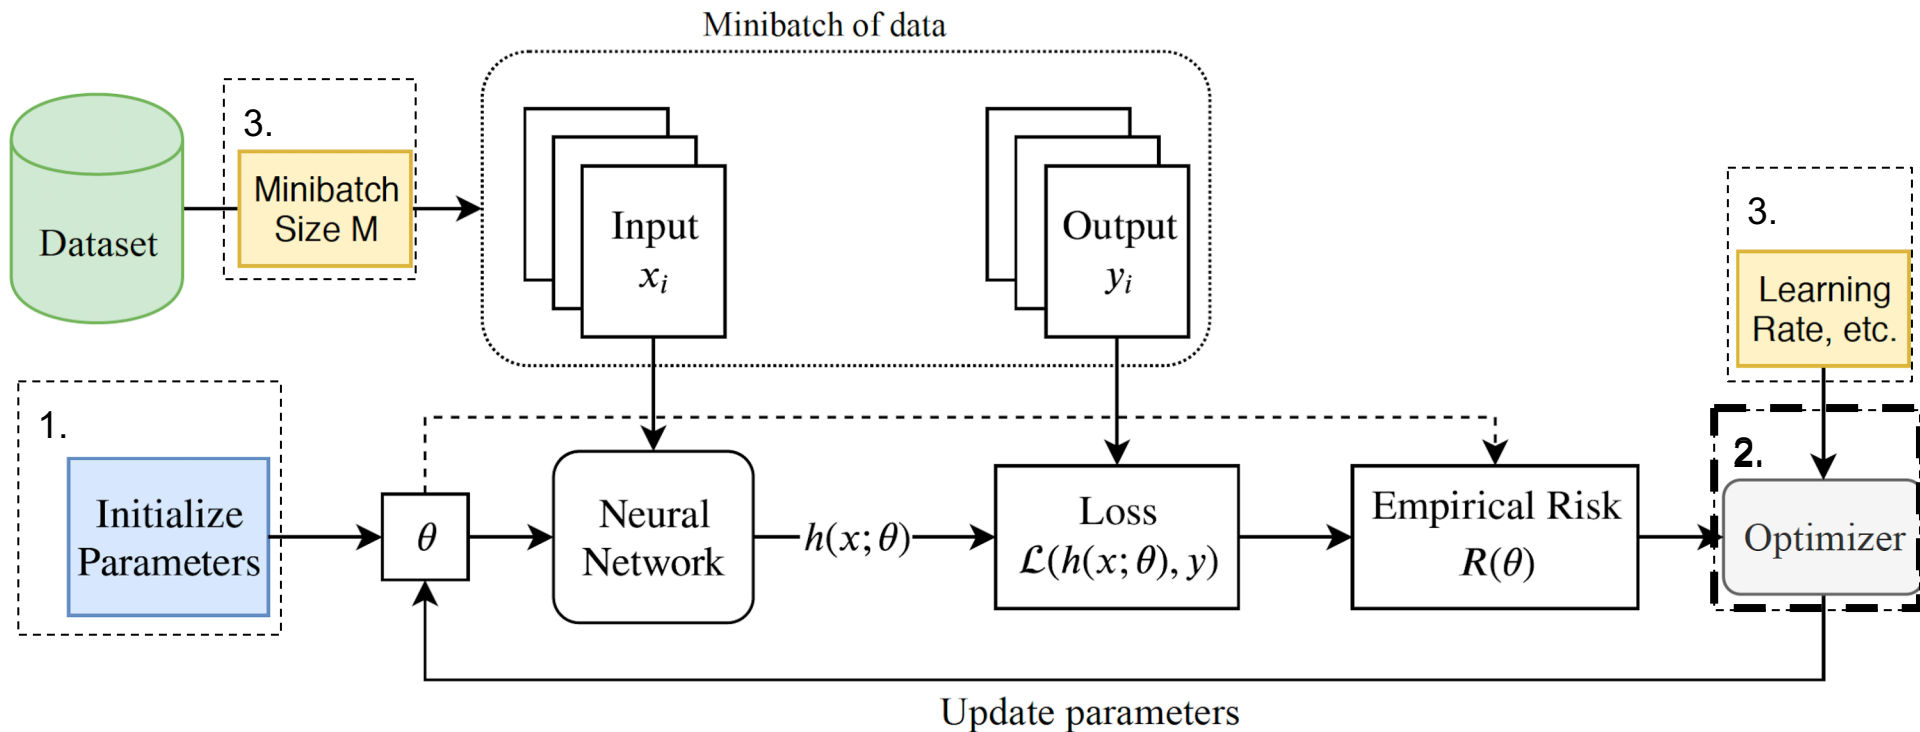 Minibatch of data
3.
Minibatch
Size M
Dataset
Input
xᵢ
Output
yᵢ
3.
Learning
Rate, etc.
1.
Initialize
Parameters
θ
Neural
Network
h(x; θ)
Loss
ℒ(h(x; θ), y)
Empirical Risk
R(θ)
2.
Optimizer
Update parameters